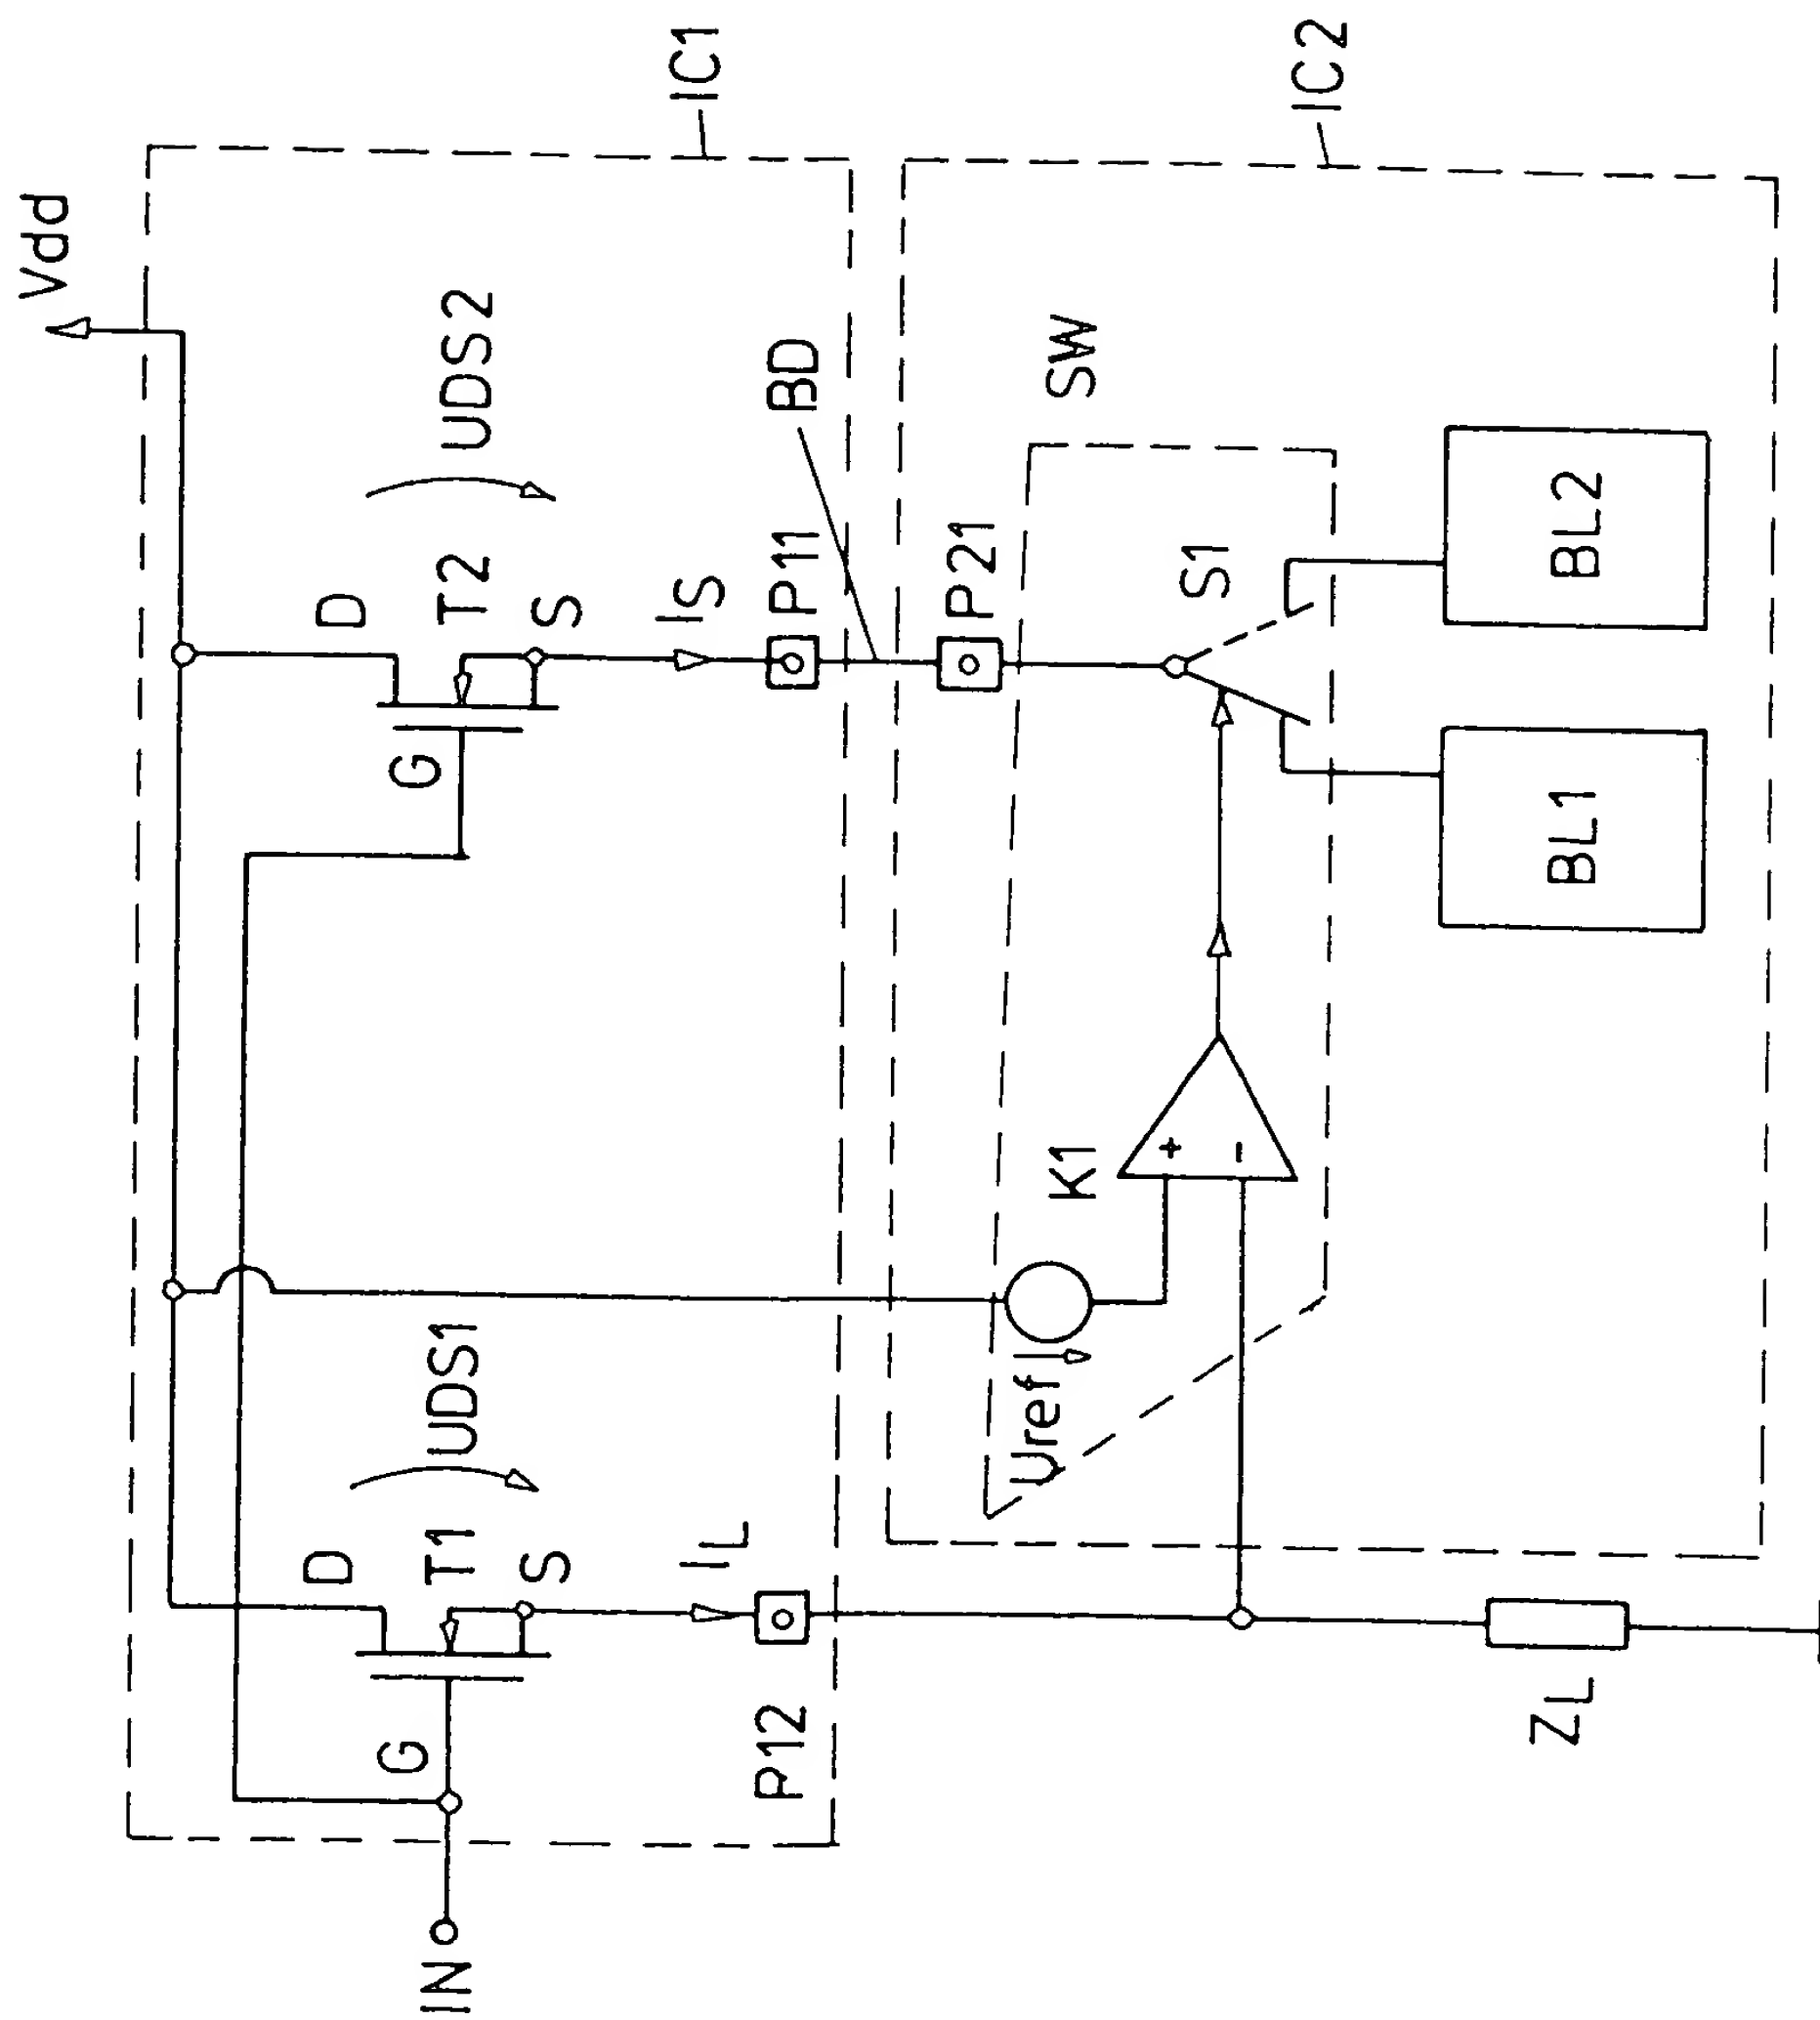 Vdd
IC1
D
T1
S
G
UDS1
D
T2
S
G
UDS2
IN
IL
P12
IS
P11
BD
IC2
P21
SW
Uref
K1
+
-
S1
BL1
BL2
ZL